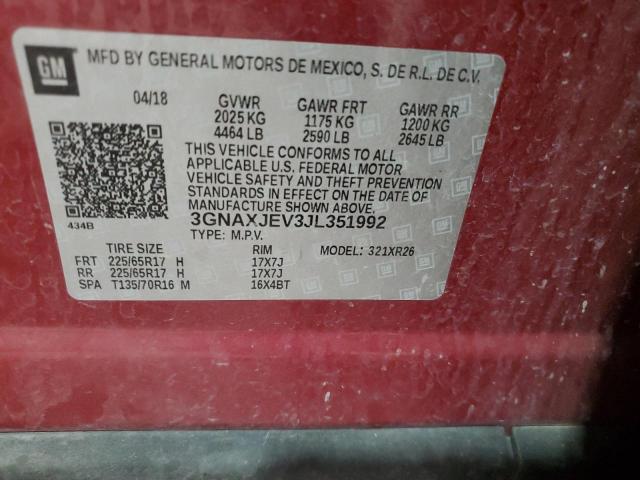 GM
MFD BY GENERAL MOTORS DE MEXICO, S. DE R.L. DE C.V.
04/18 GVWR GAWR FRT GAWR RR
2025 KG 1175 KG 1200 KG
4464 LB 2590 LB 2645 LB
THIS VEHICLE CONFORMS TO ALL
APPLICABLE U.S. FEDERAL MOTOR
VEHICLE SAFETY AND THEFT PREVENTION
STANDARDS IN EFFECT ON THE DATE OF
MANUFACTURE SHOWN ABOVE.
434B 3GNAXJEV3JL351992
TYPE: M.P.V. MODEL: 321XR26
TIRE SIZE RIM
FRT 225/65R17 H 17X7J
RR 225/65R17 H 17X7J
SPA T135/70R16 M 16X4BT